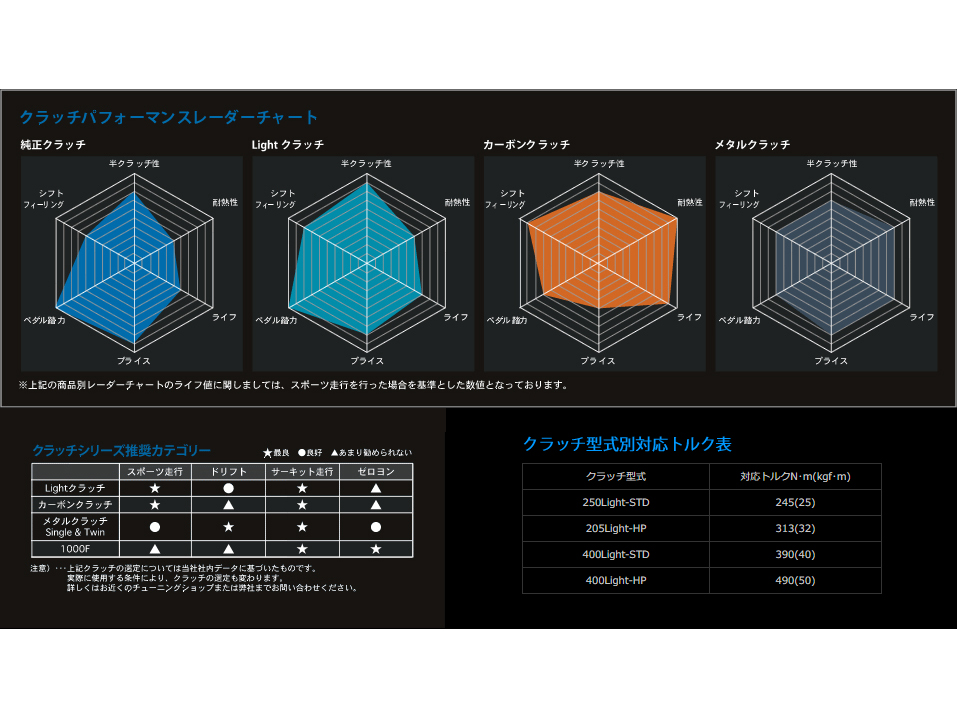 クラッチパフォーマンスレーダーチャート
純正クラッチ
半クラッチ性
シフト
フィーリング
耐熱性
ペダル踏力
ライフ
プライス
Light クラッチ
半クラッチ性
シフト
フィーリング
耐熱性
ペダル踏力
ライフ
プライス
カーボンクラッチ
半クラッチ性
シフト
フィーリング
耐熱性
ペダル踏力
ライフ
プライス
メタルクラッチ
半クラッチ性
シフト
フィーリング
耐熱性
ペダル踏力
ライフ
プライス
※上記の商品別レーダーチャートのライフ値に関しましては、スポーツ走行を行った場合を基準とした数値となっております。
クラッチシリーズ推奨カテゴリー
★最良 ●良好 ▲あまり勧められない
スポーツ走行 ドリフト サーキット走行 ゼロヨン
Lightクラッチ ★ ● ★ ▲
カーボンクラッチ ★ ▲ ★ ▲
メタルクラッチ
Single & Twin ● ★ ★ ●
1000F ▲ ▲ ★ ★
注意）･･･上記クラッチの選定については当社社内データに基づいたものです。
実際に使用する条件により、クラッチの選定も変わります。
詳しくはお近くのチューニングショップまたは弊社までお問い合わせください。
クラッチ型式別対応トルク表
クラッチ型式 対応トルクN･m(kgf･m)
250Light-STD 245(25)
205Light-HP 313(32)
400Light-STD 390(40)
400Light-HP 490(50)